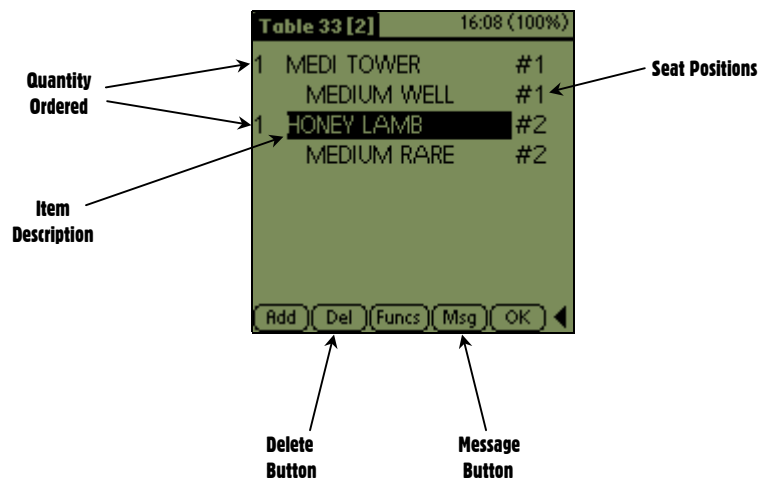 Table 33 [2] 16:08 (100%)
1 MEDI TOWER #1
MEDIUM WELL #1
1 HONEY LAMB #2
MEDIUM RARE #2
Add Del Funcs Msg OK
Quantity
Ordered
Seat Positions
Item
Description
Delete
Button
Message
Button